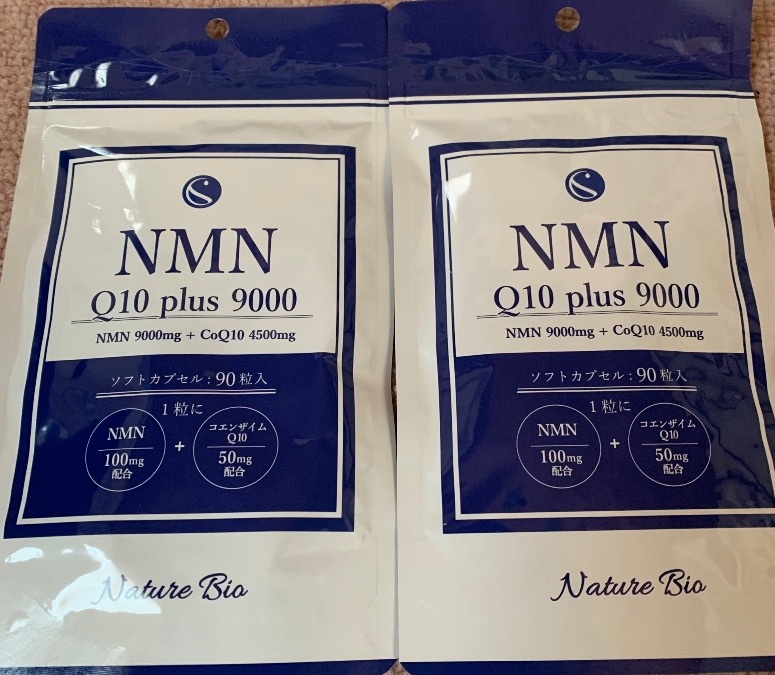 NMN
Q10 plus 9000
NMN 9000mg + CoQ10 4500mg
ソフトカプセル : 90粒入
1粒に
NMN
100mg
配合
+
コエンザイム
Q10
50mg
配合
Nature Bio
NMN
Q10 plus 9000
NMN 9000mg + CoQ10 4500mg
ソフトカプセル : 90粒入
1粒に
NMN
100mg
配合
+
コエンザイム
Q10
50mg
配合
Nature Bio